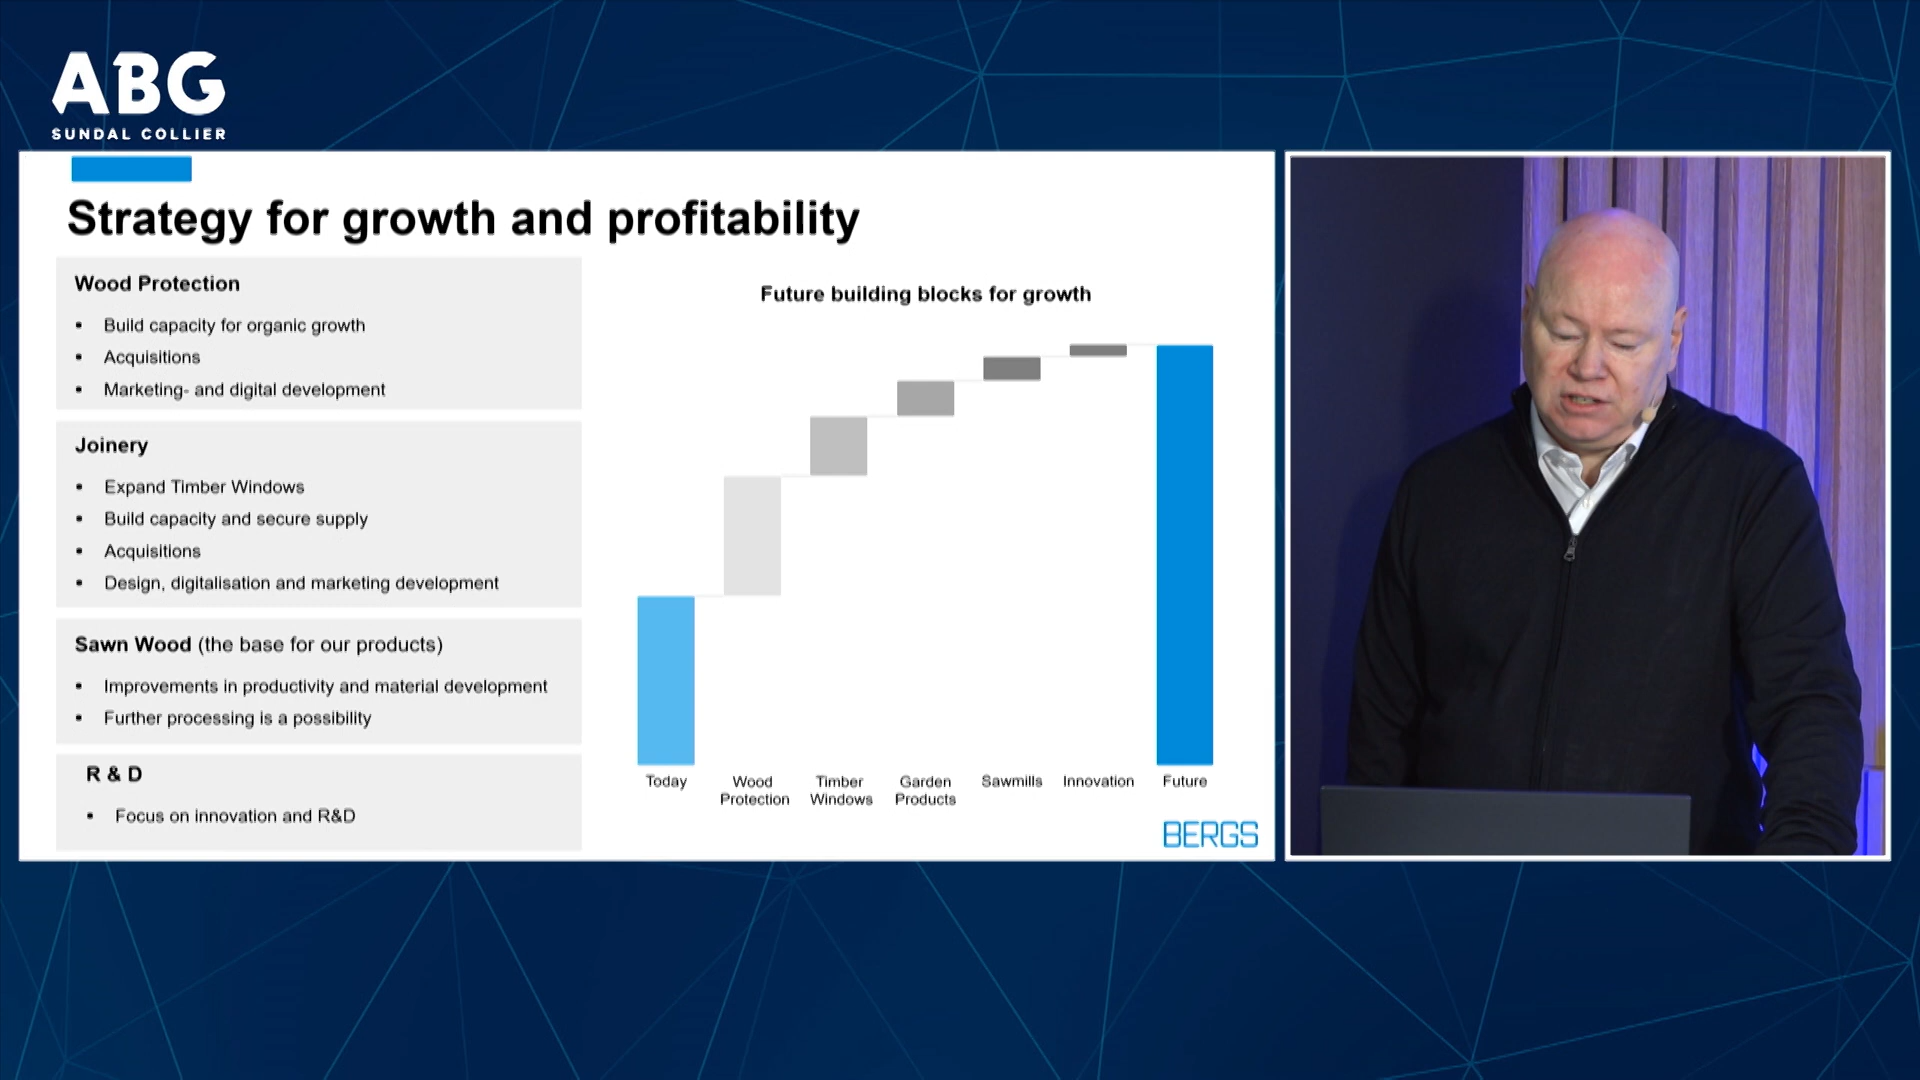 ABG
SUNDAL COLLIER
Strategy for growth and profitability
Wood Protection
▪ Build capacity for organic growth
▪ Acquisitions
▪ Marketing- and digital development
Joinery
▪ Expand Timber Windows
▪ Build capacity and secure supply
▪ Acquisitions
▪ Design, digitalisation and marketing development
Sawn Wood (the base for our products)
▪ Improvements in productivity and material development
▪ Further processing is a possibility
R & D
▪ Focus on innovation and R&D
Future building blocks for growth
Today
Wood
Protection
Timber
Windows
Garden
Products
Sawmills
Innovation
Future
BERGS